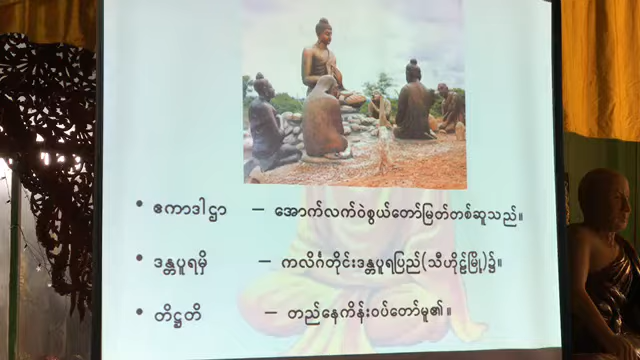 • ဧကာဒါဌာ — အောက်လက်ဝဲစွယ်တော်မြတ်တစ်ဆူသည်။
• ဒန္တပူရမှိ — ကလိင်္ဂတိုင်းဒန္တပူရပြည်(သီဟိုဠ်မြို့)၌။
• တိဋ္ဌတိ — တည်နေကိန်းဝပ်တော်မူ၏။